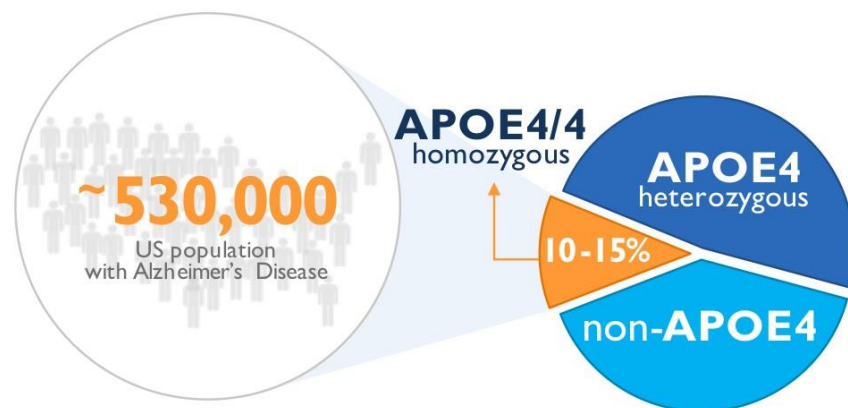 ~530,000
US population
with Alzheimer's Disease
APOE4/4
homozygous
10-15%
APOE4
heterozygous
non-APOE4